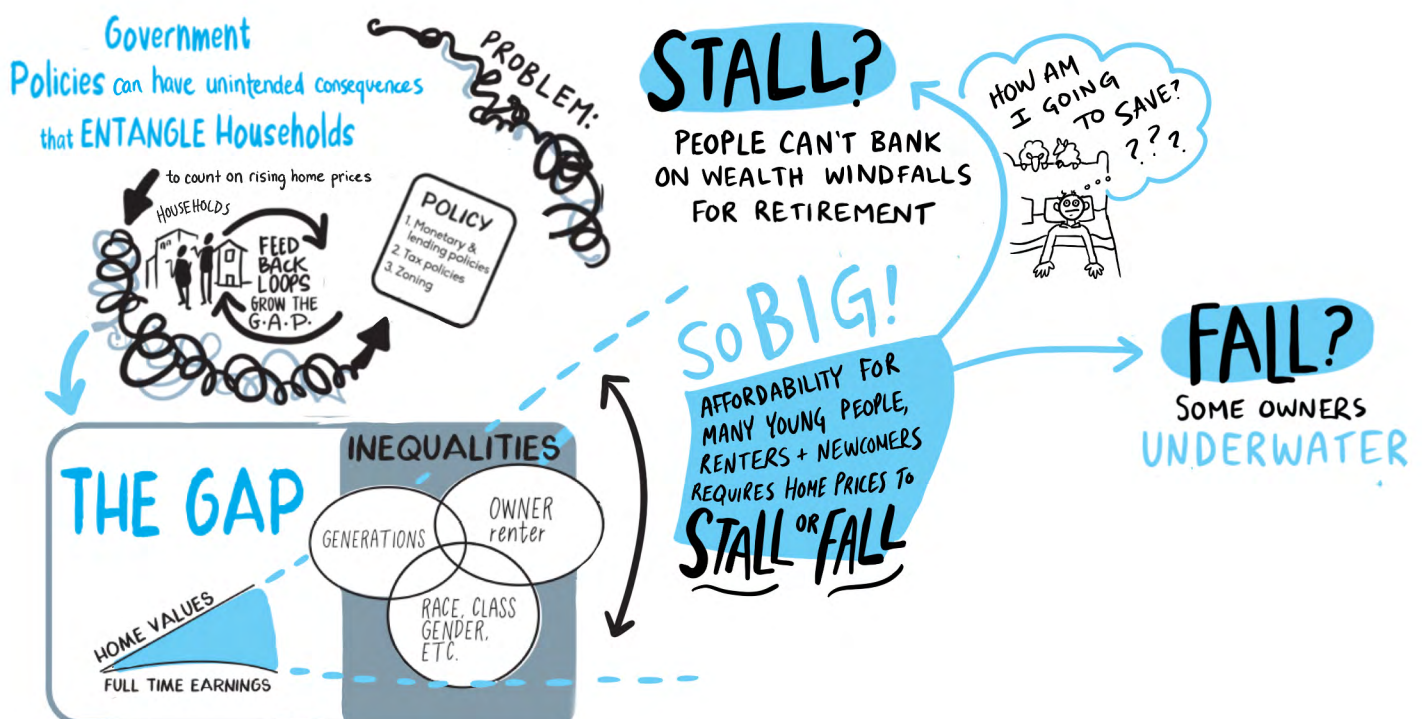 Government
Policies can have unintended consequences
that ENTANGLE Households
to count on rising home prices
HOUSEHOLDS
FEED
BACK
LOOPS
GROW THE
G.A.P.
PROBLEM:
POLICY
1. Monetary &
lending policies
2. Tax policies
3. Zoning
THE GAP
HOME VALUES
FULL TIME EARNINGS
INEQUALITIES
GENERATIONS
OWNER
renter
RACE, CLASS
GENDER,
ETC.
SO BIG!
AFFORDABILITY FOR
MANY YOUNG PEOPLE,
RENTERS + NEWCOMERS
REQUIRES HOME PRICES TO
STALL OR FALL
STALL?
PEOPLE CAN'T BANK
ON WEALTH WINDFALLS
FOR RETIREMENT
HOW AM
I GOING
TO SAVE?
? ? ?
FALL?
SOME OWNERS
UNDERWATER